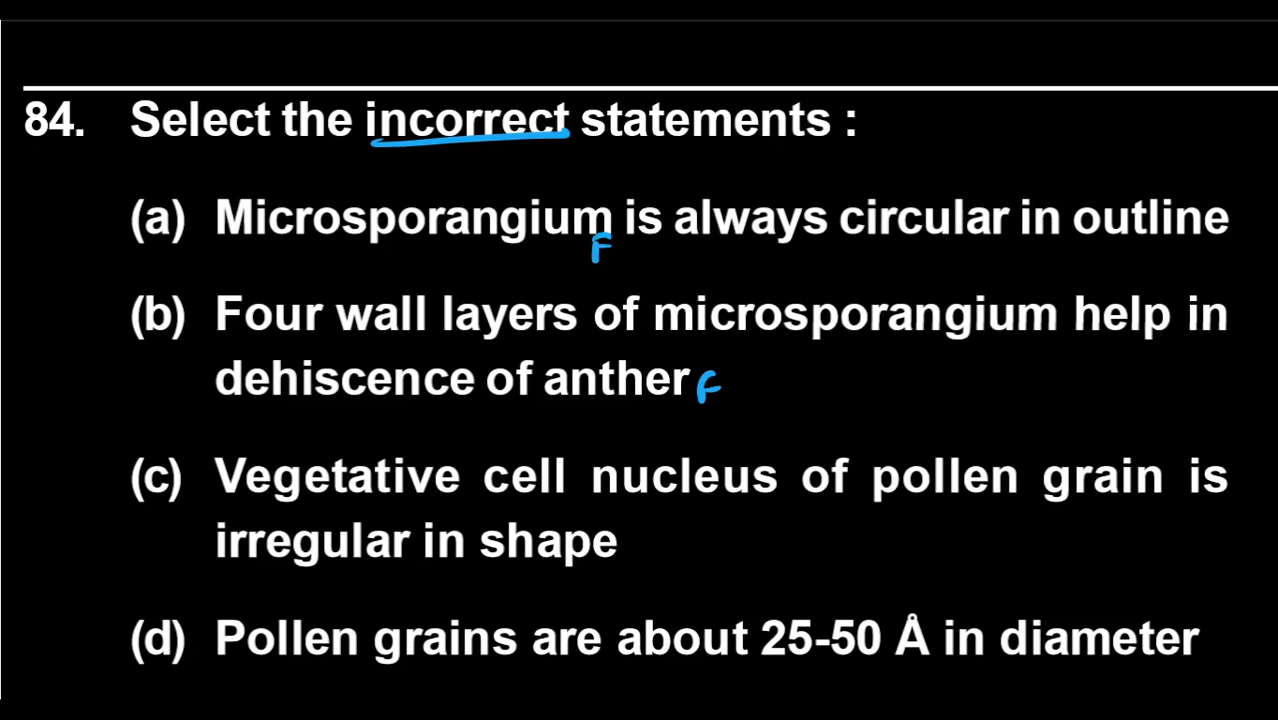 84. Select the incorrect statements :
(a) Microsporangium is always circular in outline
F
(b) Four wall layers of microsporangium help in
dehiscence of anther F
(c) Vegetative cell nucleus of pollen grain is
irregular in shape
(d) Pollen grains are about 25-50 Å in diameter